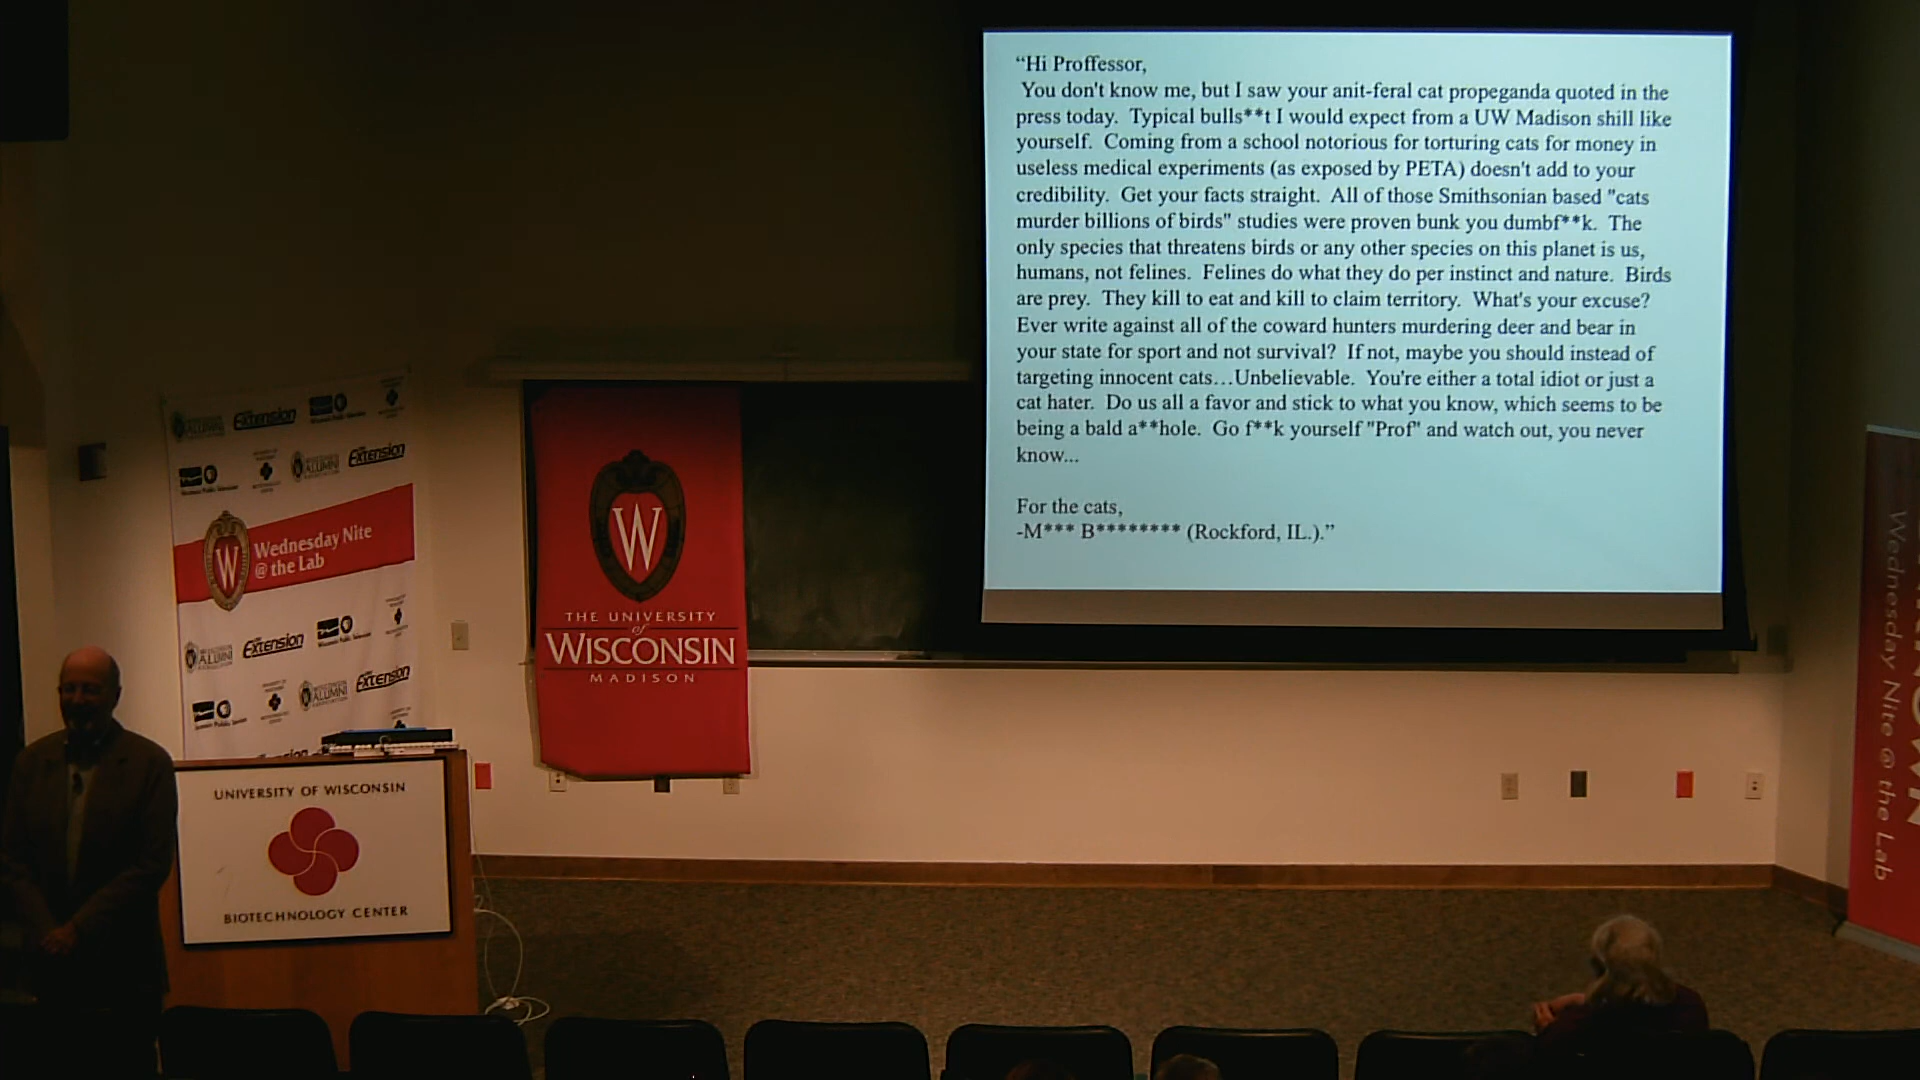 “Hi Proffessor,
You don't know me, but I saw your anit-feral cat propeganda quoted in the
press today. Typical bulls**t I would expect from a UW Madison shill like
yourself. Coming from a school notorious for torturing cats for money in
useless medical experiments (as exposed by PETA) doesn't add to your
credibility. Get your facts straight. All of those Smithsonian based "cats
murder billions of birds" studies were proven bunk you dumbf**k. The
only species that threatens birds or any other species on this planet is us,
humans, not felines. Felines do what they do per instinct and nature. Birds
are prey. They kill to eat and kill to claim territory. What's your excuse?
Ever write against all of the coward hunters murdering deer and bear in
your state for sport and not survival? If not, maybe you should instead of
targeting innocent cats…Unbelievable. You're either a total idiot or just a
cat hater. Do us all a favor and stick to what you know, which seems to be
being a bald a**hole. Go f**k yourself "Prof" and watch out, you never
know...
For the cats,
-M*** B******** (Rockford, IL.).”
Extension
Extension
Wednesday Nite
@ the Lab
W
ALUMNI
Extension
ALUMNI
Extension
W
THE UNIVERSITY
of
WISCONSIN
MADISON
UNIVERSITY OF WISCONSIN
BIOTECHNOLOGY CENTER
Wednesday Nite @ the Lab